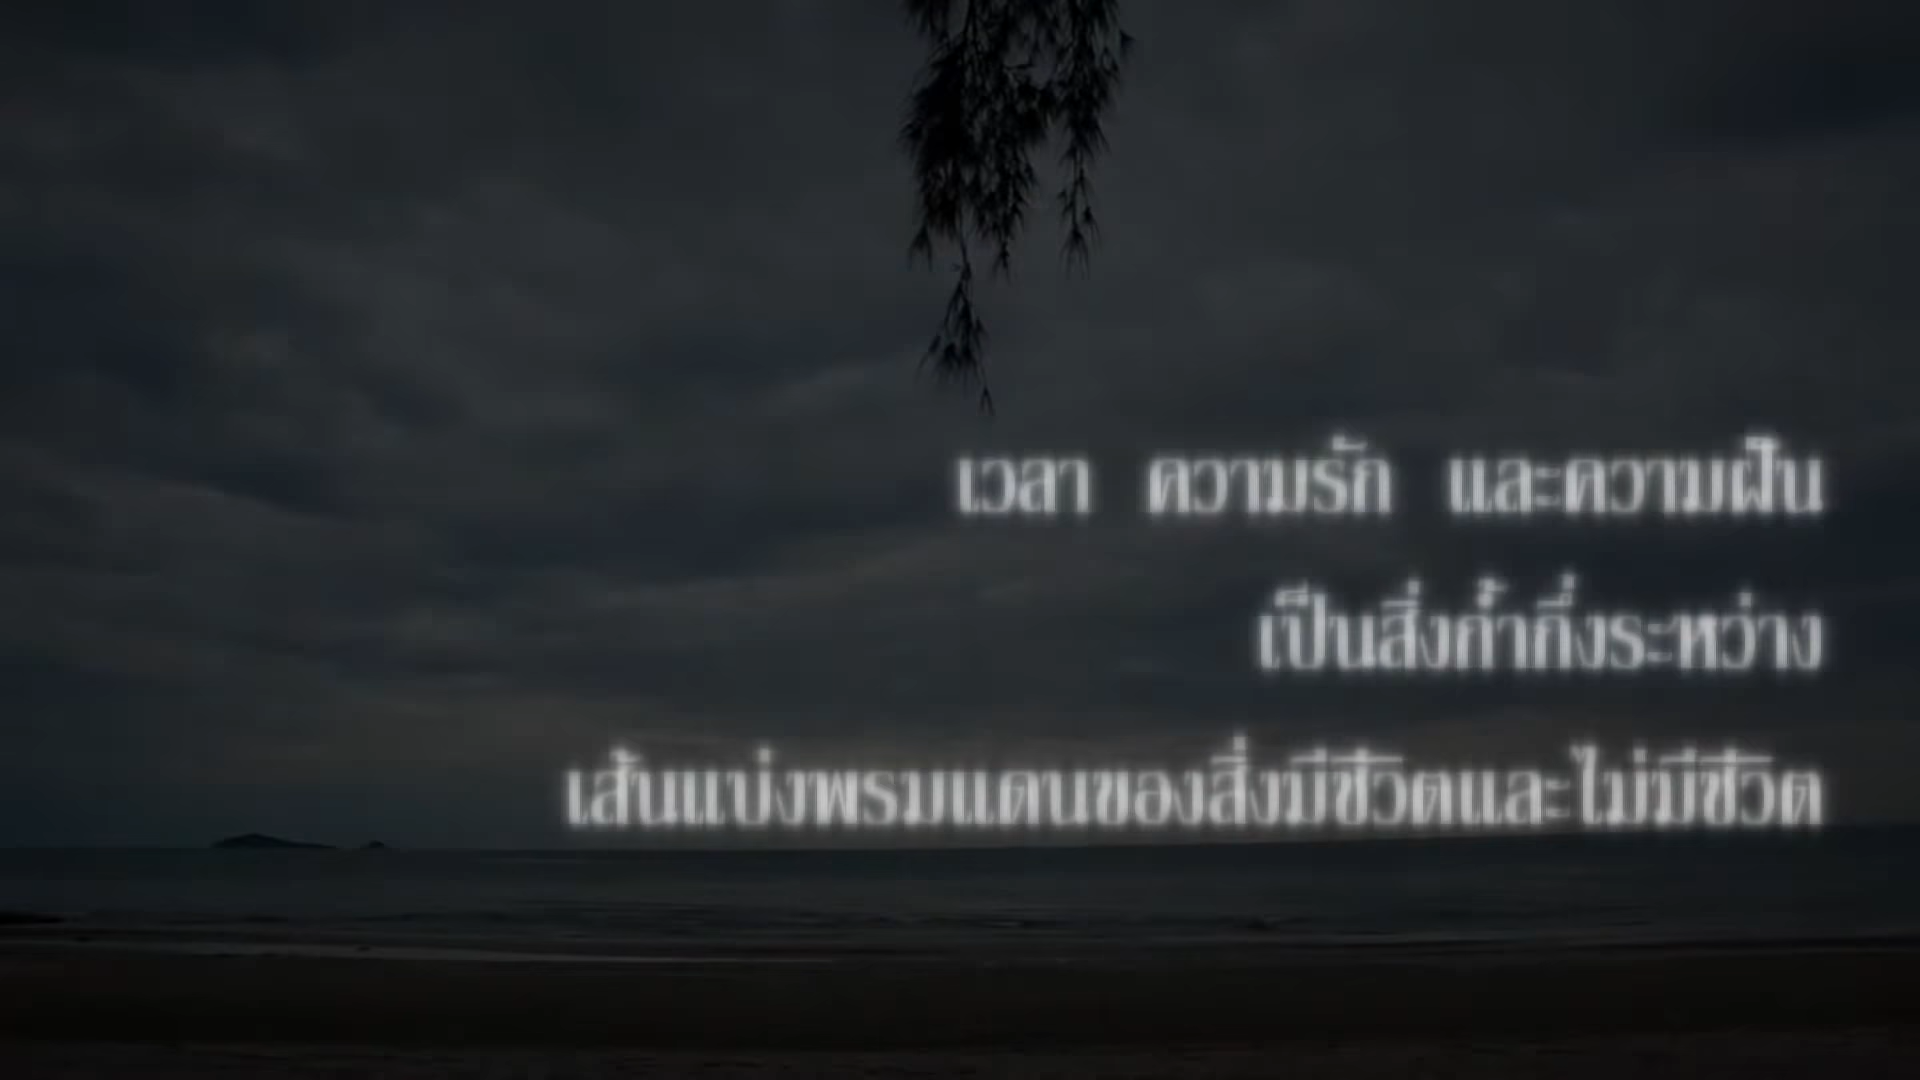 เวลา ความรัก และความฝัน
เป็นสิ่งก้ำกึ่งระหว่าง
เส้นแบ่งพรมแดนของสิ่งมีชีวิตและไม่มีชีวิต